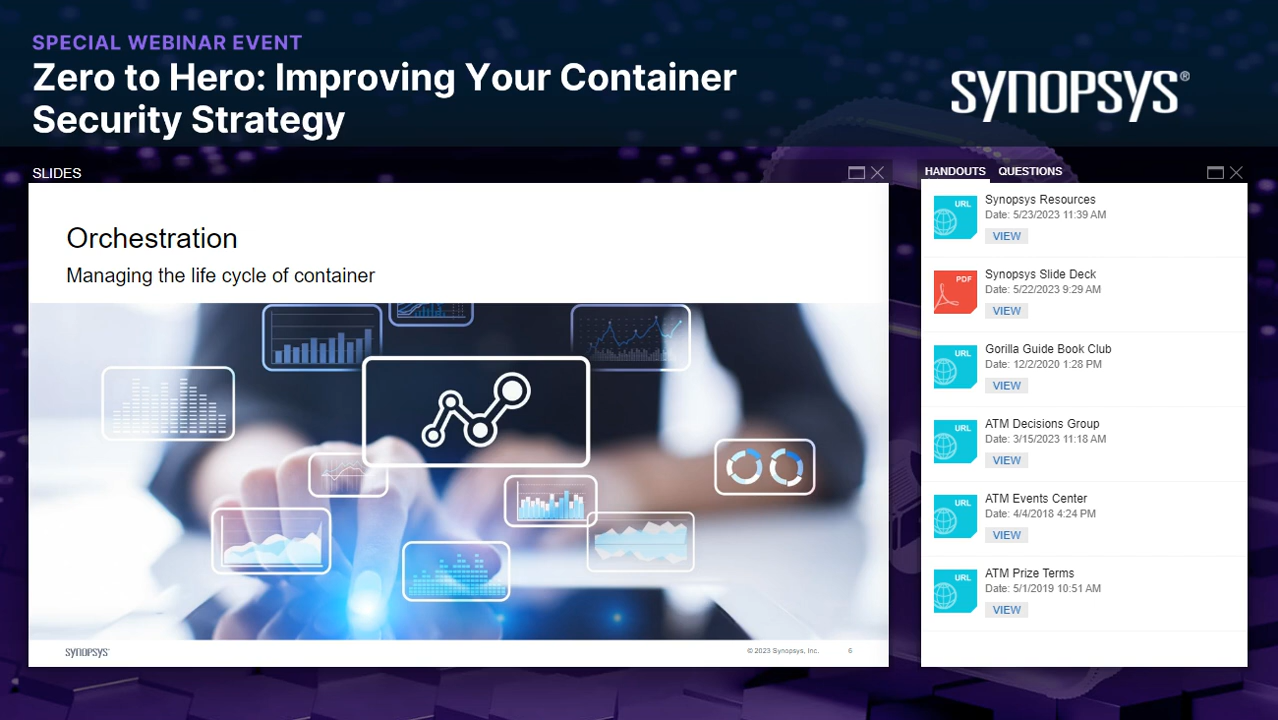 SPECIAL WEBINAR EVENT
Zero to Hero: Improving Your Container
Security Strategy
SYNOPSYS®
SLIDES
Orchestration
Managing the life cycle of container
SYNOPSYS®
© 2023 Synopsys, Inc.
6
HANDOUTS
QUESTIONS
URL
Synopsys Resources
Date: 5/23/2023 11:39 AM
VIEW
PDF
Synopsys Slide Deck
Date: 5/22/2023 9:29 AM
VIEW
URL
Gorilla Guide Book Club
Date: 12/2/2020 1:28 PM
VIEW
URL
ATM Decisions Group
Date: 3/15/2023 11:18 AM
VIEW
URL
ATM Events Center
Date: 4/4/2018 4:24 PM
VIEW
URL
ATM Prize Terms
Date: 5/1/2019 10:51 AM
VIEW